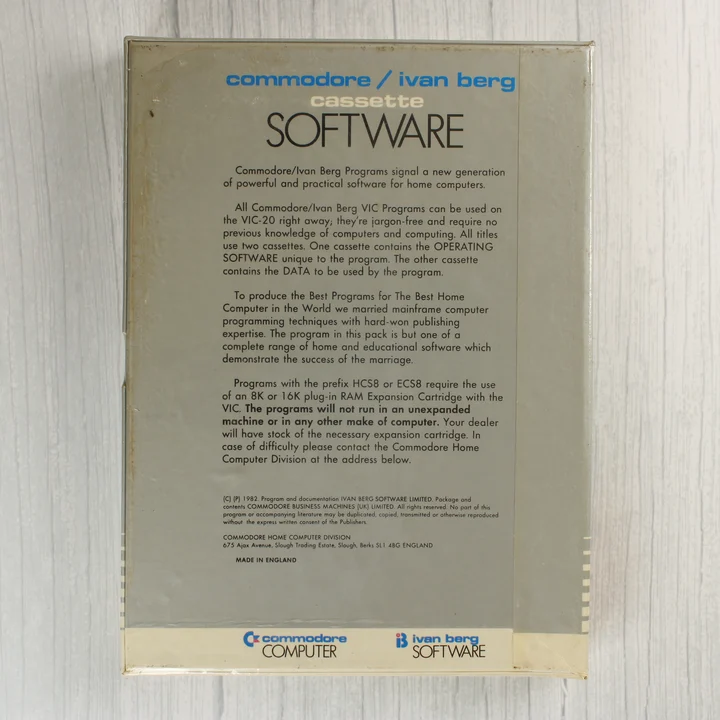 commodore / ivan berg
cassette
SOFTWARE
Commodore/Ivan Berg Programs signal a new generation
of powerful and practical software for home computers.
All Commodore/Ivan Berg VIC Programs can be used on
the VIC-20 right away; they're jargon-free and require no
previous knowledge of computers and computing. All titles
use two cassettes. One cassette contains the OPERATING
SOFTWARE unique to the program. The other cassette
contains the DATA to be used by the program.
To produce the Best Programs for The Best Home
Computer in the World we married mainframe computer
programming techniques with hard-won publishing
expertise. The program in this pack is but one of a
complete range of home and educational software which
demonstrate the success of the marriage.
Programs with the prefix HCS8 or ECS8 require the use
of an 8K or 16K plug-in RAM Expansion Cartridge with the
VIC. The programs will not run in an unexpanded
machine or in any other make of computer. Your dealer
will have stock of the necessary expansion cartridge. In
case of difficulty please contact the Commodore Home
Computer Division at the address below.
(C) (P) 1982. Program and documentation IVAN BERG SOFTWARE LIMITED. Package and
contents COMMODORE BUSINESS MACHINES (UK) LIMITED. All rights reserved. No part of this
program or accompanying literature may be duplicated, copied, transmitted or otherwise reproduced
without the express written consent of the Publishers.
COMMODORE HOME COMPUTER DIVISION
675 Ajax Avenue, Slough Trading Estate, Slough, Berks SL1 4BG ENGLAND
MADE IN ENGLAND
commodore
COMPUTER
iB ivan berg
SOFTWARE